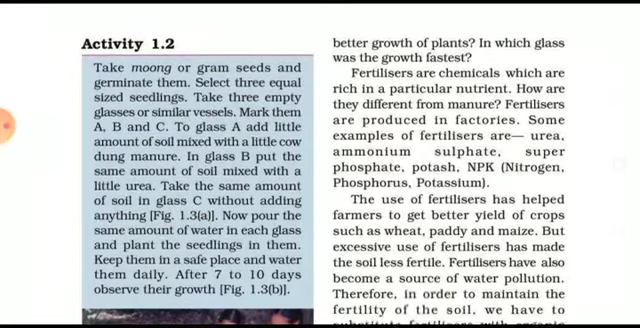 Activity 1.2
Take moong or gram seeds and
germinate them. Select three equal
sized seedlings. Take three empty
glasses or similar vessels. Mark them
A, B and C. To glass A add little
amount of soil mixed with a little cow
dung manure. In glass B put the
same amount of soil mixed with a
little urea. Take the same amount
of soil in glass C without adding
anything [Fig. 1.3(a)]. Now pour the
same amount of water in each glass
and plant the seedlings in them.
Keep them in a safe place and water
them daily. After 7 to 10 days
observe their growth [Fig. 1.3(b)].
better growth of plants? In which glass
was the growth fastest?
Fertilisers are chemicals which are
rich in a particular nutrient. How are
they different from manure? Fertilisers
are produced in factories. Some
examples of fertilisers are— urea,
ammonium sulphate, super
phosphate, potash, NPK (Nitrogen,
Phosphorus, Potassium).
The use of fertilisers has helped
farmers to get better yield of crops
such as wheat, paddy and maize. But
excessive use of fertilisers has made
the soil less fertile. Fertilisers have also
become a source of water pollution.
Therefore, in order to maintain the
fertility of the soil, we have to
substitute fertilisers with organic